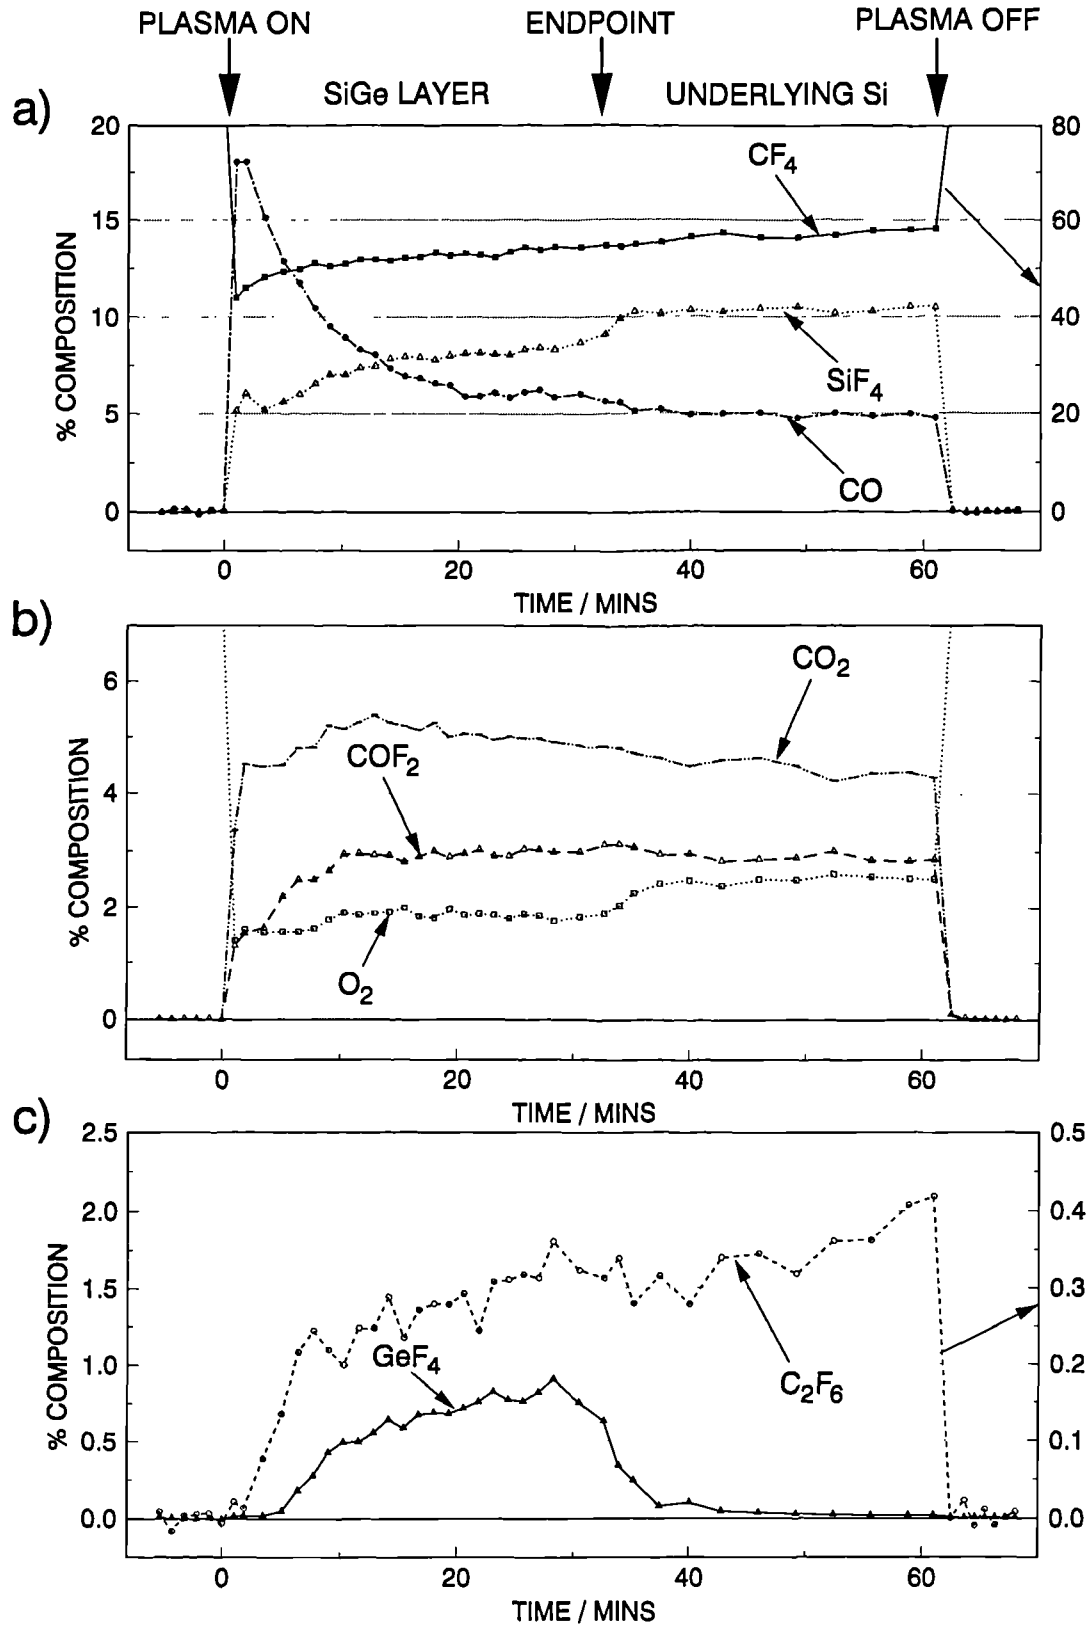 PLASMA ON ENDPOINT PLASMA OFF
SiGe LAYER UNDERLYING Si
a)
20 80
CF4
15 60
% COMPOSITION
10 40
SiF4
5 20
CO
0 0
0 20 40 60
TIME / MINS
b)
CO2
6
COF2
4
% COMPOSITION
2
O2
0
0 20 40 60
TIME / MINS
c)
2.5 0.5
2.0 0.4
1.5 0.3
% COMPOSITION
GeF4
1.0 0.2
C2F6
0.5 0.1
0.0 0.0
0 20 40 60
TIME / MINS